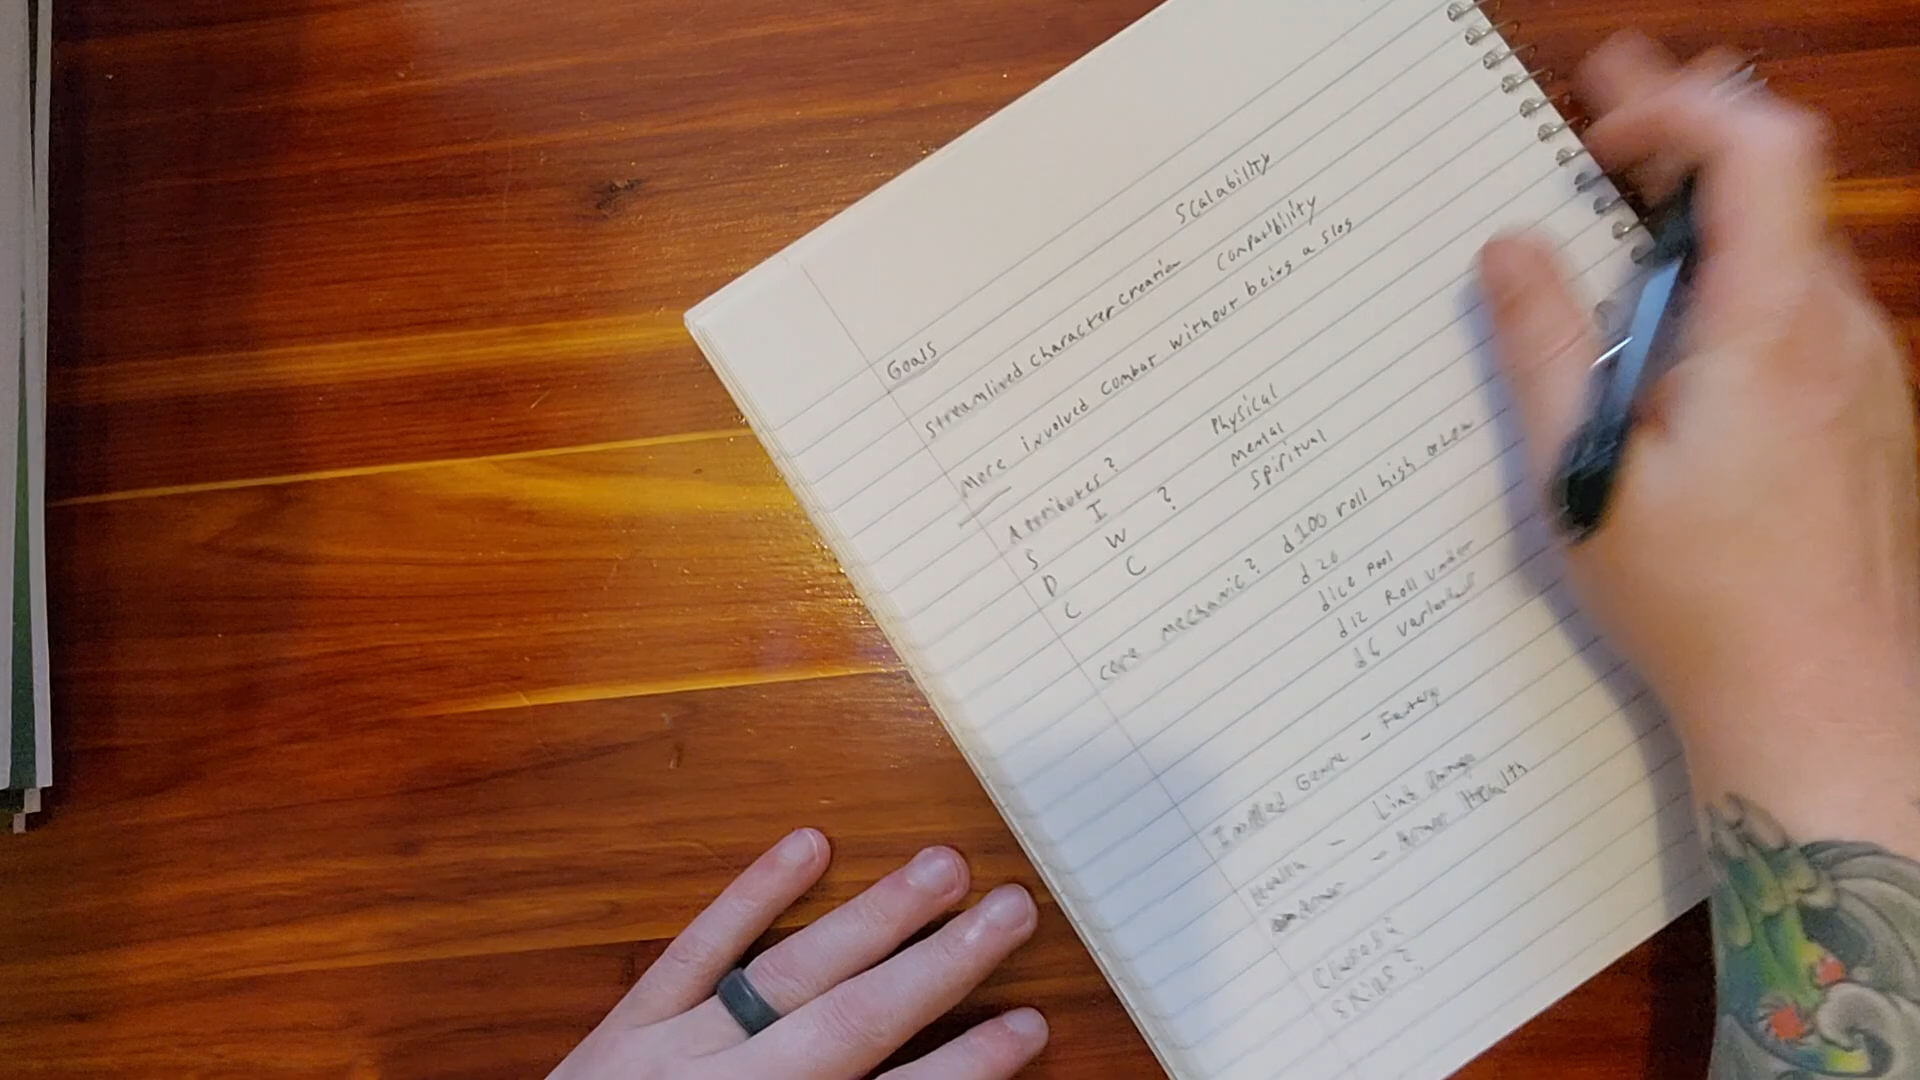 Scalability
Goals
Streamlined character creation compatibility
More involved combat without being a slog
Attributes? Physical
S I ? Mental
D W Spiritual
C C
core mechanic? d100 roll high or low
d20
dice pool
d12 Roll under
d6
Implied Genre - Fantasy
Health - Limb damage
Armor - Armor Health
Classes?
Skills?